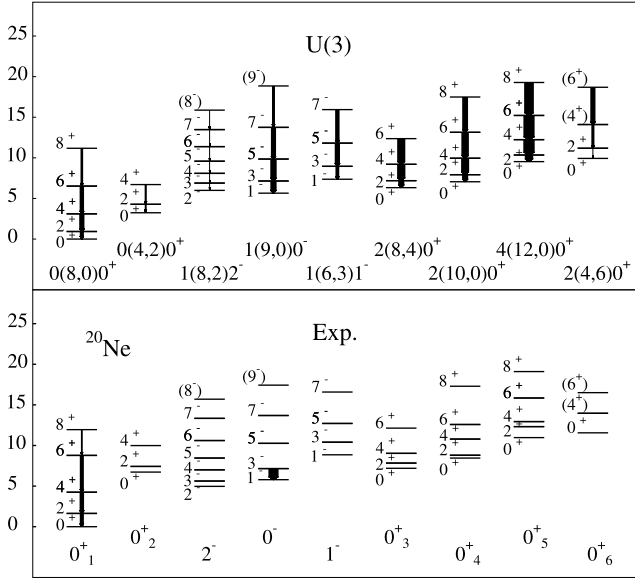 U(3)
25
20
15
10
5
0
8+ 6+ 4+ 2+ 0+
4+ 2+ 0+
(8-) 7- 6- 5- 4- 3- 2-
(9-) 7- 5- 3- 1-
7- 5- 3- 1-
6+ 4+ 2+ 0+
8+ 6+ 4+ 2+ 0+
8+ 6+ 4+ 2+ 0+
(6+) (4+) 2+ 0+
0(4,2)0+ 1(9,0)0- 2(8,4)0+ 4(12,0)0+
0(8,0)0+ 1(8,2)2- 1(6,3)1- 2(10,0)0+ 2(4,6)0+
20Ne Exp.
25
20
15
10
5
0
8+ 6+ 4+ 2+ 0+
4+ 2+ 0+
(8-) 7- 6- 5- 4- 3- 2-
(9-) 7- 5- 3- 1-
7- 5- 3- 1-
6+ 4+ 2+ 0+
8+ 6+ 4+ 2+ 0+
8+ 6+ 4+ 2+ 0+
(6+) (4+) 0+
0+2 0- 0+3 0+5
0+1 2- 1- 0+4 0+6